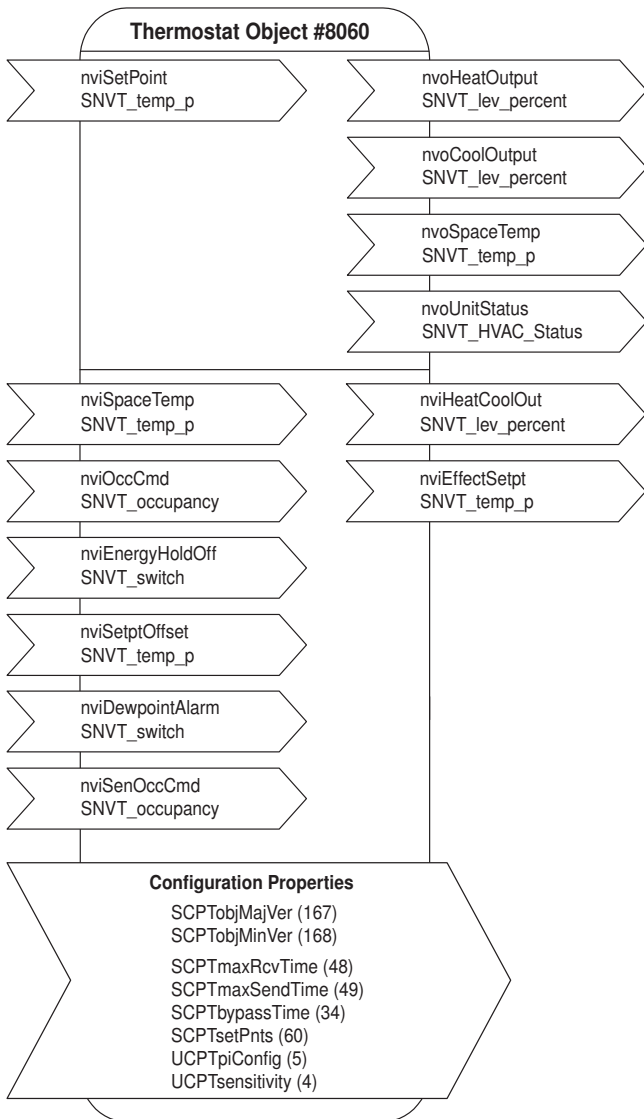 Thermostat Object #8060
nviSetPoint
SNVT_temp_p
nvoHeatOutput
SNVT_lev_percent
nvoCoolOutput
SNVT_lev_percent
nvoSpaceTemp
SNVT_temp_p
nvoUnitStatus
SNVT_HVAC_Status
nviSpaceTemp
SNVT_temp_p
nviHeatCoolOut
SNVT_lev_percent
nviOccCmd
SNVT_occupancy
nviEffectSetpt
SNVT_temp_p
nviEnergyHoldOff
SNVT_switch
nviSetptOffset
SNVT_temp_p
nviDewpointAlarm
SNVT_switch
nviSenOccCmd
SNVT_occupancy
Configuration Properties
SCPTobjMajVer (167)
SCPTobjMinVer (168)
SCPTmaxRcvTime (48)
SCPTmaxSendTime (49)
SCPTbypassTime (34)
SCPTsetPnts (60)
UCPTpiConfig (5)
UCPTsensitivity (4)